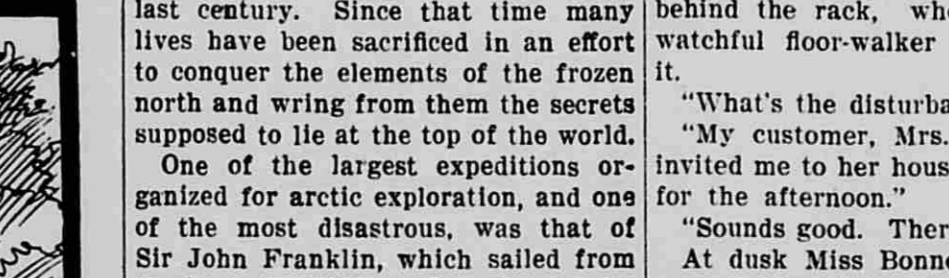 last century. Since that time many
lives have been sacrificed in an effort
to conquer the elements of the frozen
north and wring from them the secrets
supposed to lie at the top of the world.
One of the largest expeditions or-
ganized for arctic exploration, and one
of the most disastrous, was that of
Sir John Franklin, which sailed from
behind the rack,
watchful floor-walker
it.
"What's the
"My customer, Mrs.
invited me to her
for the afternoon."
"Sounds good.
At dusk Miss